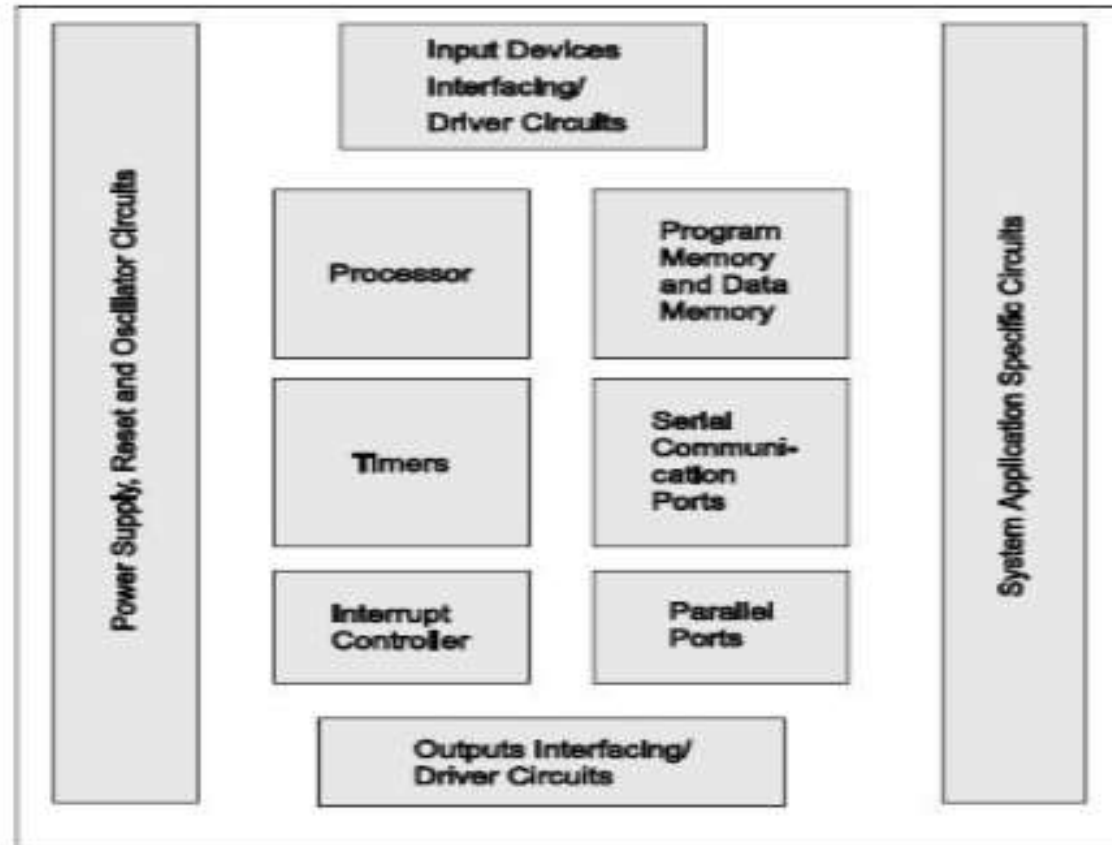 Power Supply, Reset and Oscillator Circuits
Input Devices
Interfacing/
Driver Circuits
Processor
Program
Memory
and Data
Memory
Timers
Serial
Communi-
cation
Ports
Interrupt
Controller
Parallel
Ports
Outputs Interfacing/
Driver Circuits
System Application Specific Circuits